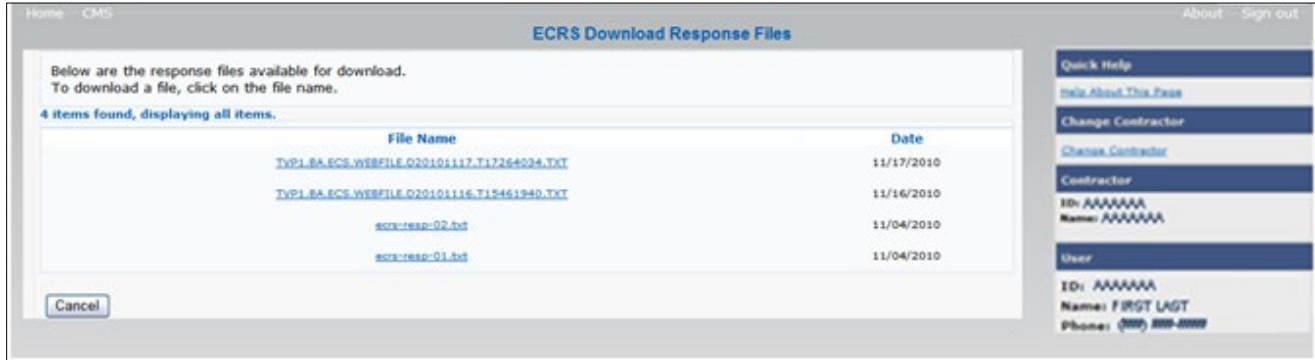 Home CMS About Sign out
ECRS Download Response Files
Below are the response files available for download.
To download a file, click on the file name.
4 items found, displaying all items.
File Name Date
TVP1.BA.ECS.WEBFILE.D20101117.T17264034.TXT 11/17/2010
TVP1.BA.ECS.WEBFILE.D20101116.T15461940.TXT 11/16/2010
ecrs-resp-02.txt 11/04/2010
ecrs-resp-01.txt 11/04/2010
Cancel
Quick Help
Help About This Page
Change Contractor
Change Contractor
Contractor
ID: AAAAAAA
Name: AAAAAAA
User
ID: AAAAAAA
Name: FIRST LAST
Phone: (###) ###-####